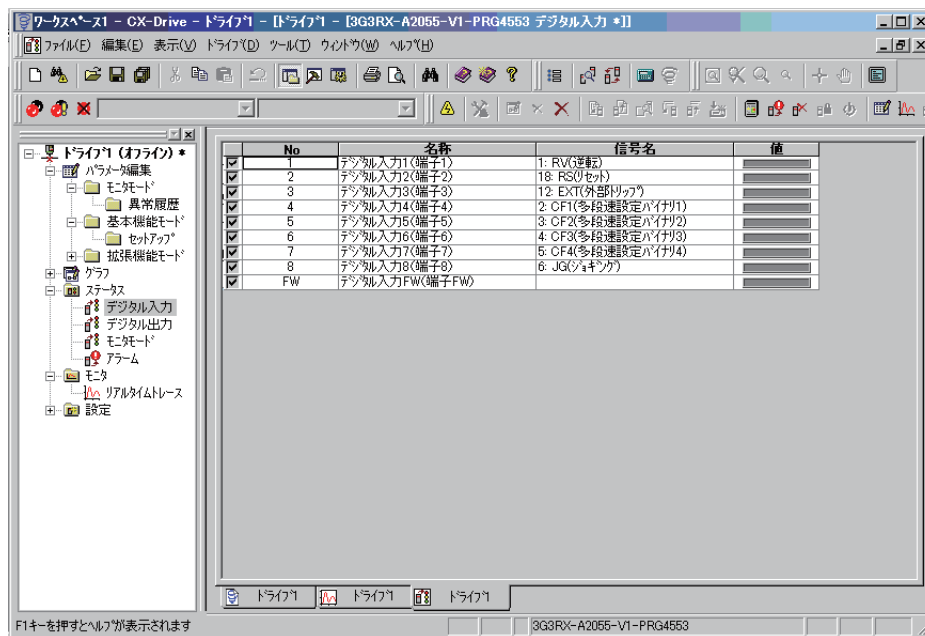 ワークスペース1 - CX-Drive - ドライブ1 - [ドライブ1 - [3G3RX-A2055-V1-PRG4553 デジタル入力 *]]
ファイル(F) 編集(E) 表示(V) ドライブ(D) ツール(T) ウィンドウ(W) ヘルプ(H)
ドライブ1 (オフライン) *
パラメータ編集
モニタモード
異常履歴
基本機能モード
セットアップ
拡張機能モード
グラフ
ステータス
デジタル入力
デジタル出力
モニタモード
アラーム
モニタ
リアルタイムトレース
設定
No 名称 信号名 値
1 デジタル入力1(端子1) 1: RV(逆転)
2 デジタル入力2(端子2) 18: RS(リセット)
3 デジタル入力3(端子3) 12: EXT(外部トリップ)
4 デジタル入力4(端子4) 2: CF1(多段速設定バイナリ1)
5 デジタル入力5(端子5) 3: CF2(多段速設定バイナリ2)
6 デジタル入力6(端子6) 4: CF3(多段速設定バイナリ3)
7 デジタル入力7(端子7) 5: CF4(多段速設定バイナリ4)
8 デジタル入力8(端子8) 6: JG(ジョギング)
FW デジタル入力FW(端子FW)
ドライブ1 ドライブ1 ドライブ1
F1キーを押すとヘルプが表示されます 3G3RX-A2055-V1-PRG4553